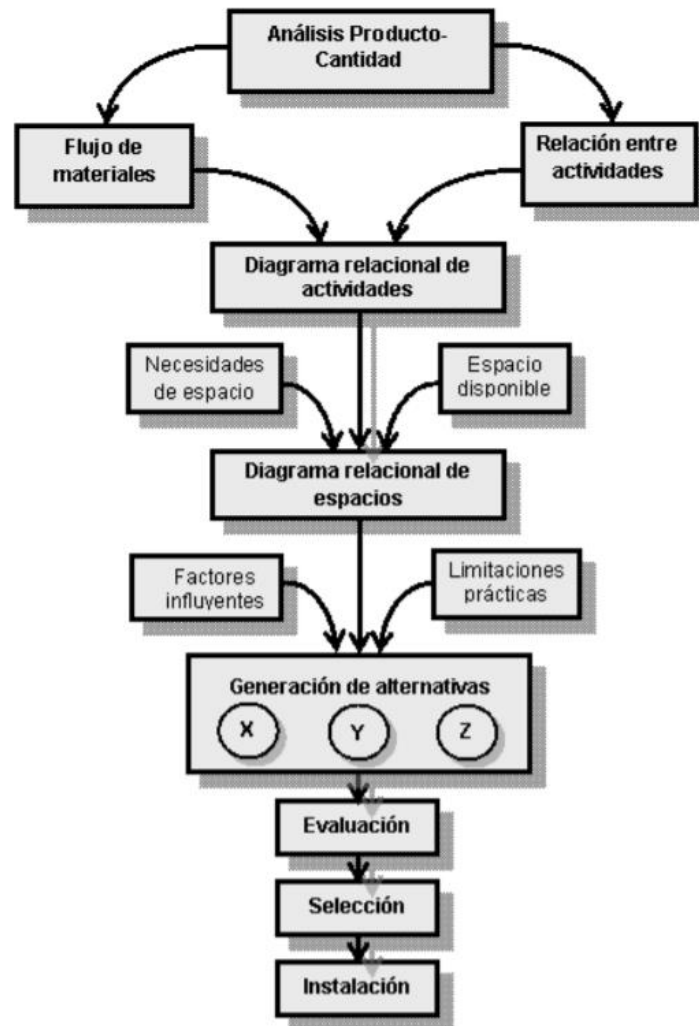 Análisis Producto-
Cantidad
Flujo de
materiales
Relación entre
actividades
Diagrama relacional de
actividades
Necesidades
de espacio
Espacio
disponible
Diagrama relacional de
espacios
Factores
influyentes
Limitaciones
prácticas
Generación de alternativas
X
Y
Z
Evaluación
Selección
Instalación